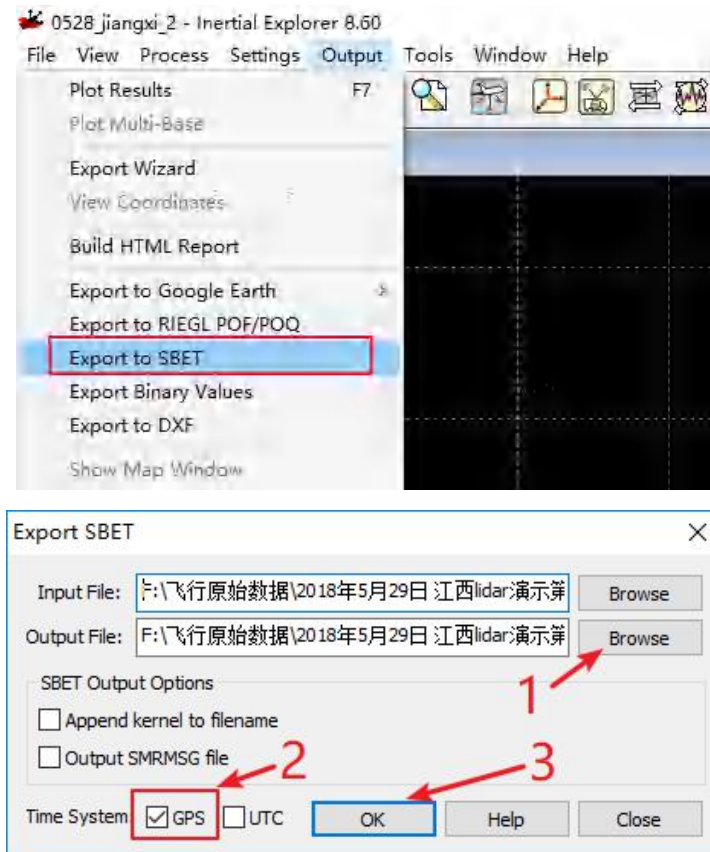 0528_jiangxi_2 - Inertial Explorer 8.60
File View Process Settings Output Tools Window Help
Plot Results F7
Plot Multi-Base
Export Wizard
View Coordinates
Build HTML Report
Export to Google Earth
Export to RIEGL POF/POQ
Export to SBET
Export Binary Values
Export to DXF
Show Map Window
Export SBET
Input File: F:\飞行原始数据\2018年5月29日 江西lidar演示第 Browse
Output File: F:\飞行原始数据\2018年5月29日 江西lidar演示第 Browse
SBET Output Options
1
Append kernel to filename
Output SMRMSG file
2
3
Time System GPS UTC OK Help Close